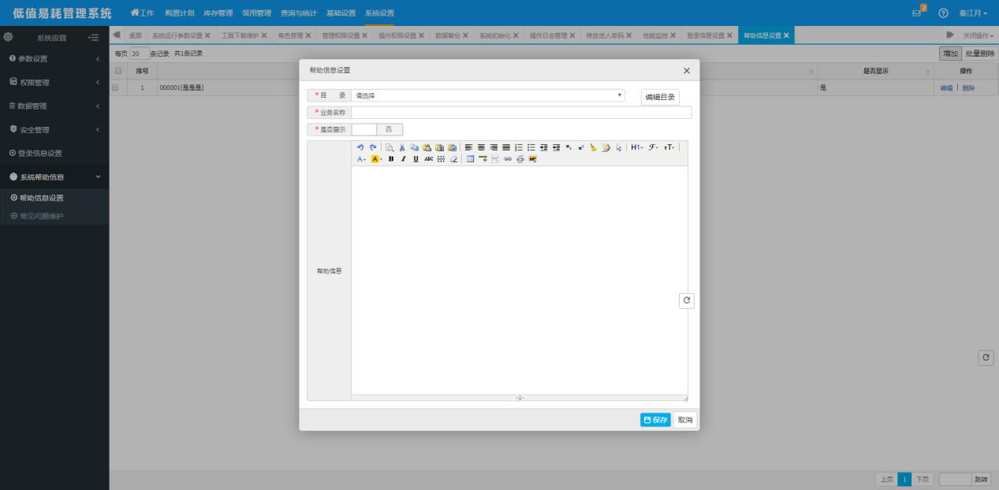 低值易耗管理系统 工作 购置计划 库存管理 领用管理 查询与统计 基础设置 系统设置 2 秦江月
系统设置 桌面 系统运行参数设置 工具下载维护 角色管理 管理权限设置 操作权限设置 数据备份 系统初始化 操作日志管理 修改他人密码 性能监控 登录信息设置 帮助信息设置 关闭操作
参数设置
权限管理
数据管理
安全管理
登录信息设置
系统帮助信息
帮助信息设置
常见问题维护
每页 20 条记录 共1条记录 增加 批量删除
序号 是否显示 操作
1 000001(是是是) 是 编辑 | 删除
帮助信息设置
*目 录 请选择 编辑目录
*业务名称
*是否展示 否
H1 F TT
A A B I U ABC
帮助信息
保存 取消
上页 1 下页 跳转